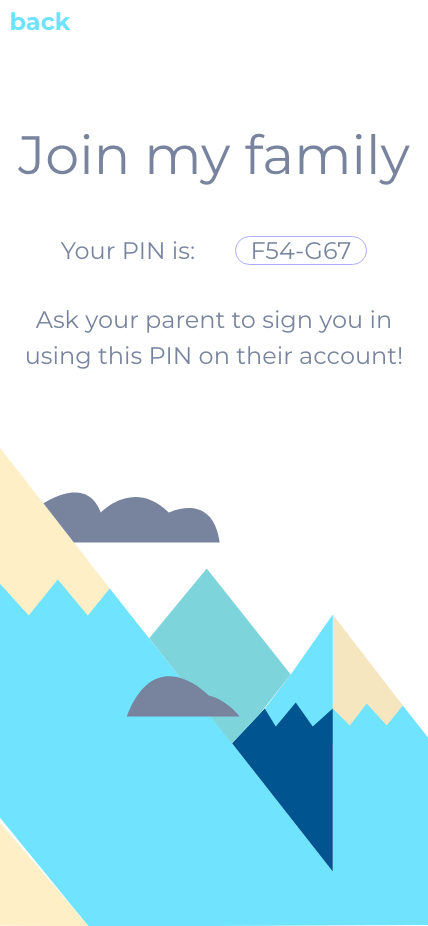 back
Join my family
Your PIN is: F54-G67
Ask your parent to sign you in
using this PIN on their account!